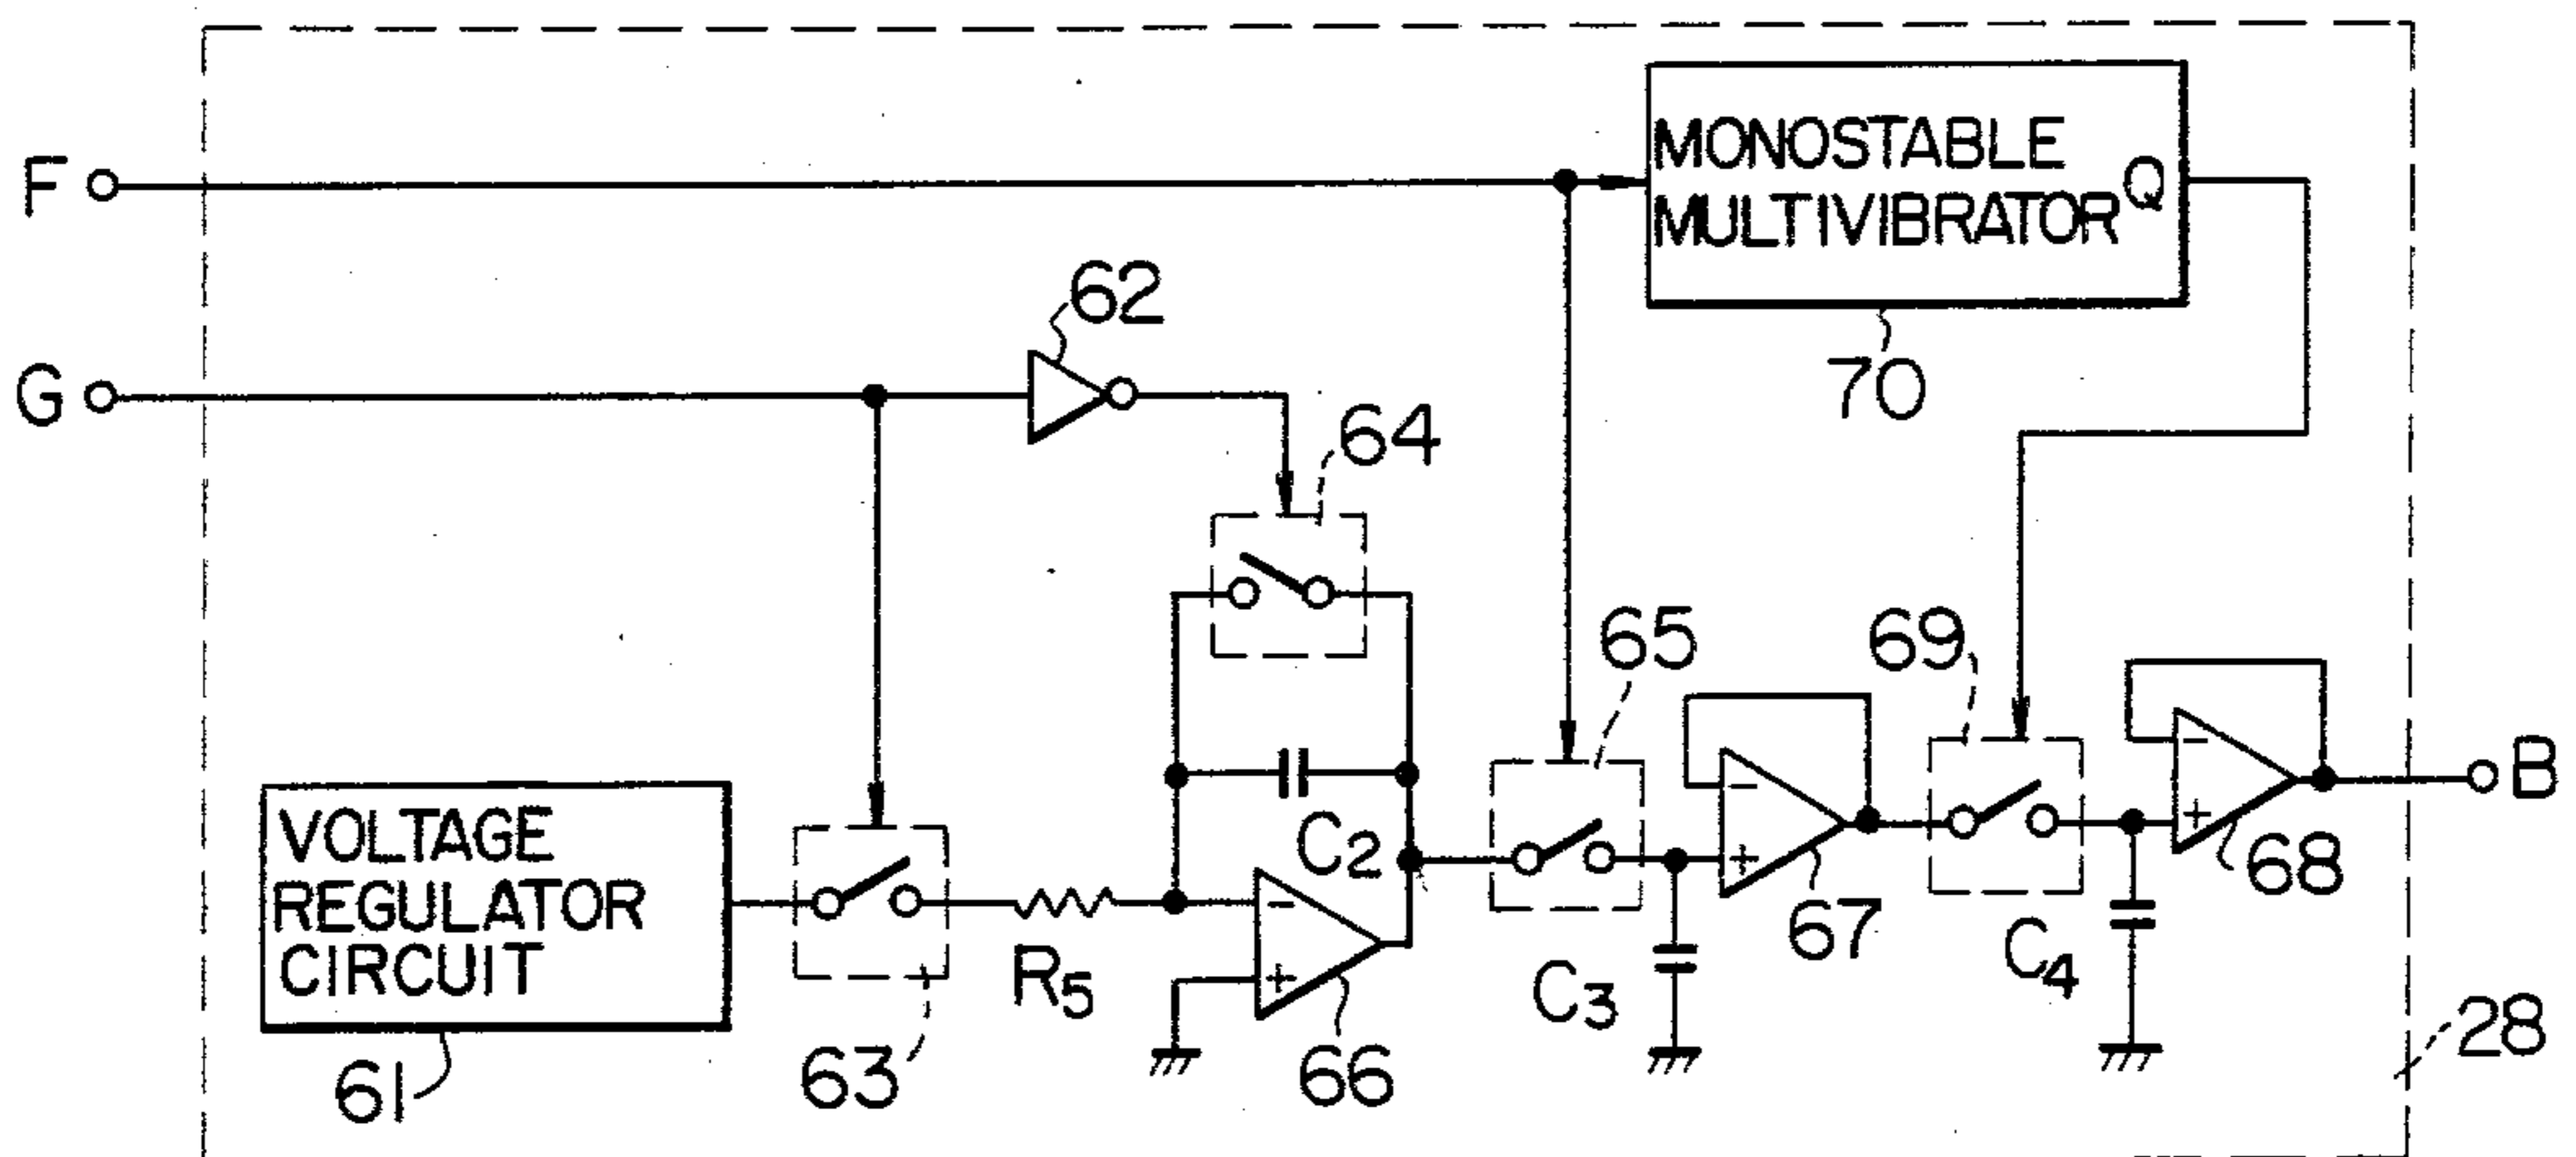 F
MONOSTABLE
MULTIVIBRATOR Q
62
G
70
64
65
69
B
VOLTAGE
REGULATOR
CIRCUIT
C2
68
67
R5
C3
C4
28
61
63
66
-
+
-
+
-
+